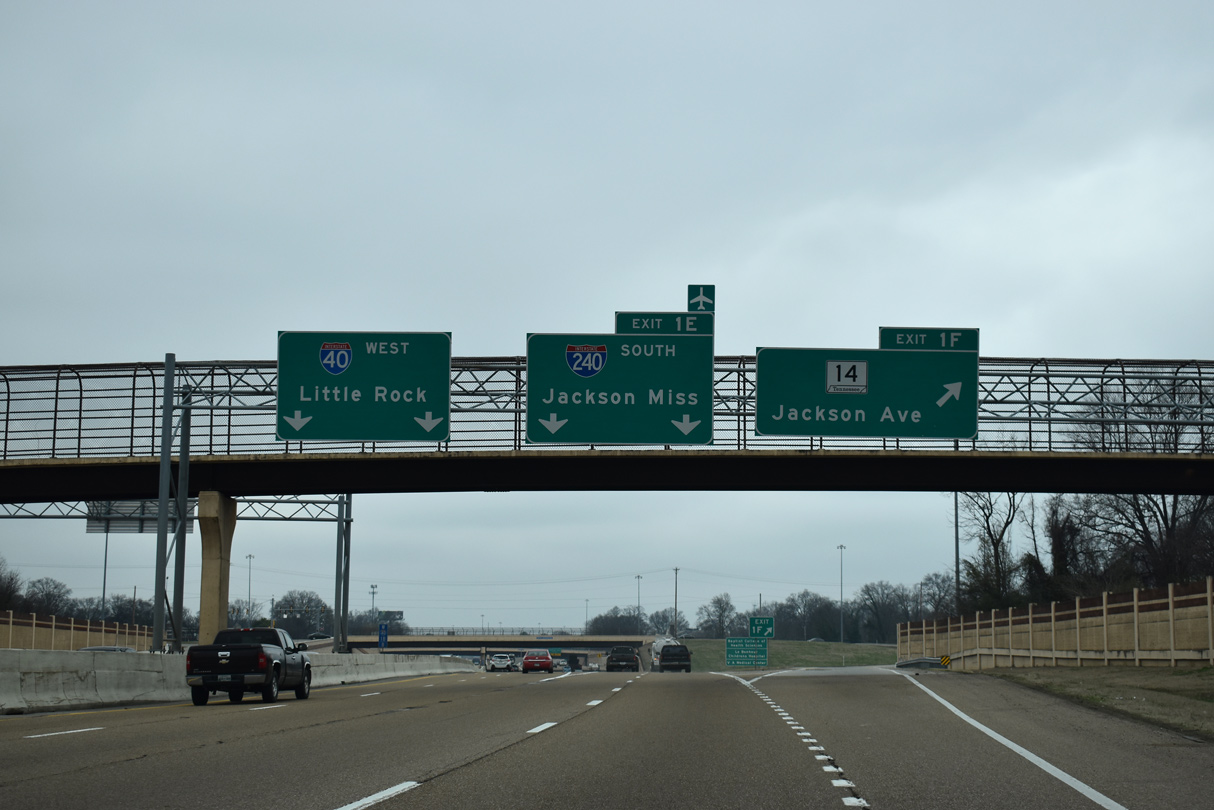 INTERSTATE
40
WEST
Little Rock
EXIT 1E
INTERSTATE
240
SOUTH
Jackson Miss
EXIT 1F
14
Tennessee
Jackson Ave
EXIT
1F